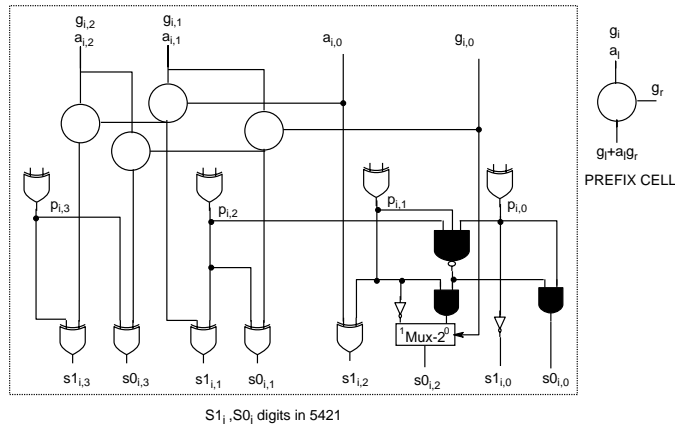 g_{i,2} g_{i,1}
a_{i,2} a_{i,1} a_{i,0} g_{i,0}
g_i
a_l
g_r
g_l+a_lg_r
PREFIX CELL
p_{i,3} p_{i,2} p_{i,1} p_{i,0}
1 Mux-2 0
s1_{i,3} s0_{i,3} s1_{i,1} s0_{i,1} s1_{i,2} s0_{i,2} s1_{i,0} s0_{i,0}
S1_i ,S0_i digits in 5421